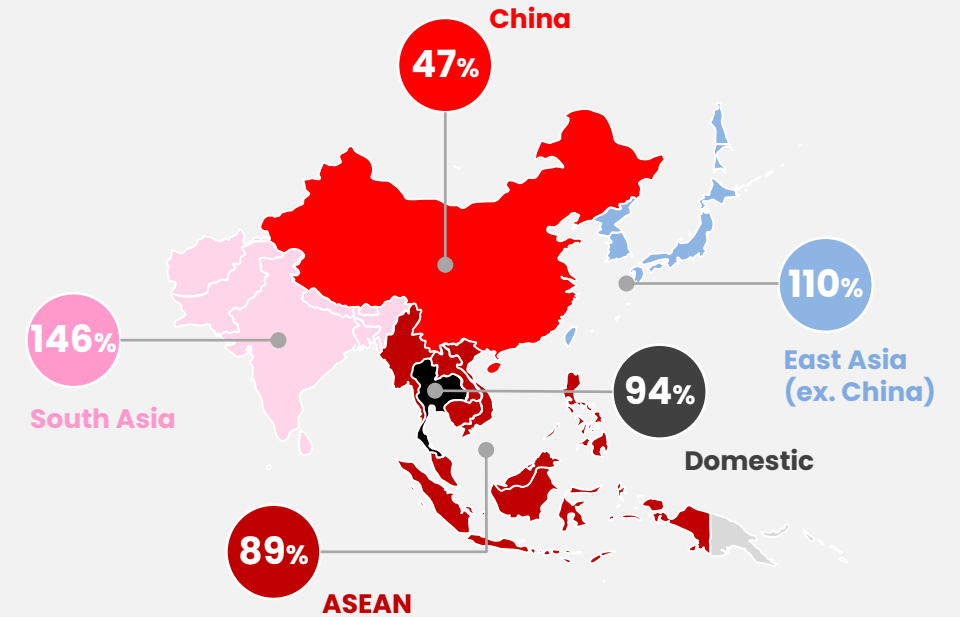 China
47%
110%
146%
East Asia
(ex. China)
94%
South Asia
Domestic
89%
ASEAN